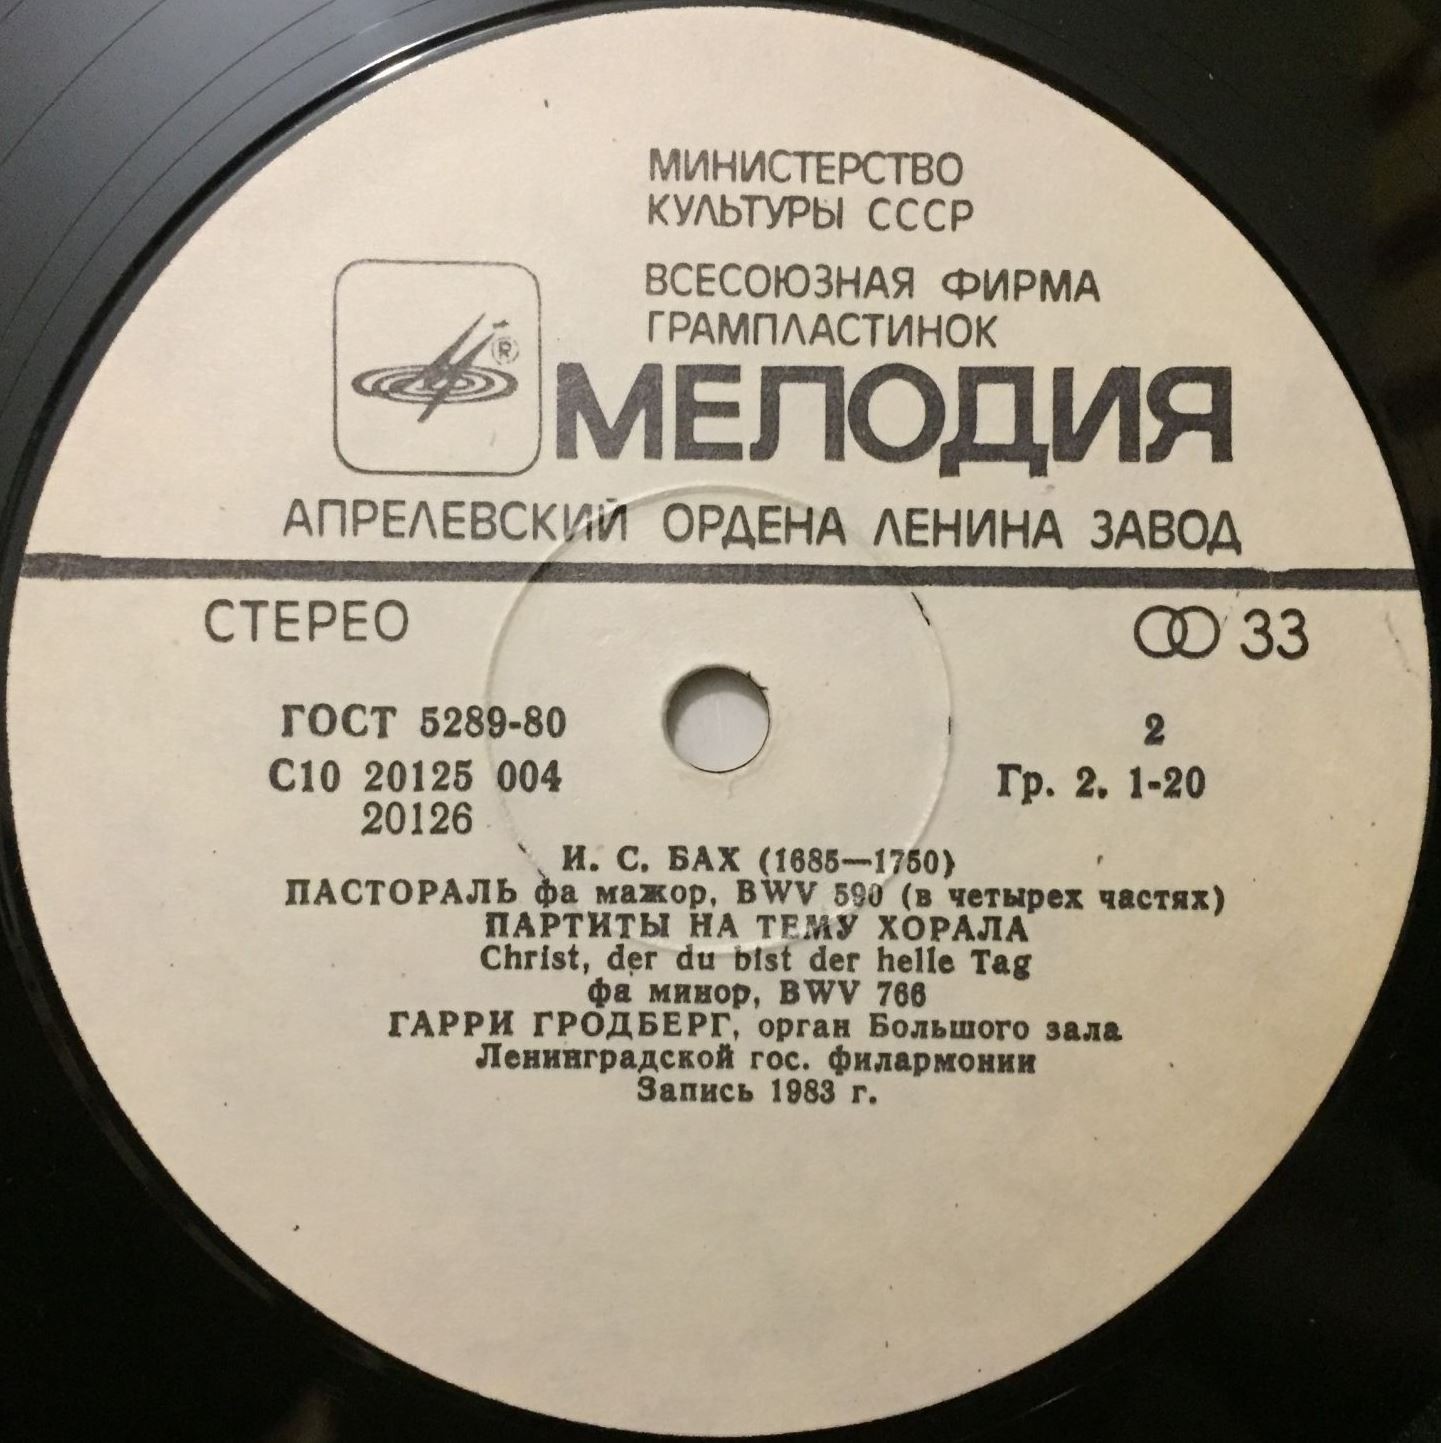 МИНИСТЕРСТВО
КУЛЬТУРЫ СССР
ВСЕСОЮЗНАЯ ФИРМА
ГРАМПЛАСТИНОК
®
МЕЛОДИЯ
АПРЕЛЕВСКИЙ ОРДЕНА ЛЕНИНА ЗАВОД
СТЕРЕО 33
ГОСТ 5289-80 2
С10 20125 004 Гр. 2. 1-20
20126
И. С. БАХ (1685—1750)
ПАСТОРАЛЬ фа мажор, BWV 590 (в четырех частях)
ПАРТИТЫ НА ТЕМУ ХОРАЛА
Christ, der du bist der helle Tag
фа минор, BWV 766
ГАРРИ ГРОДБЕРГ, орган Большого зала
Ленинградской гос. филармонии
Запись 1983 г.